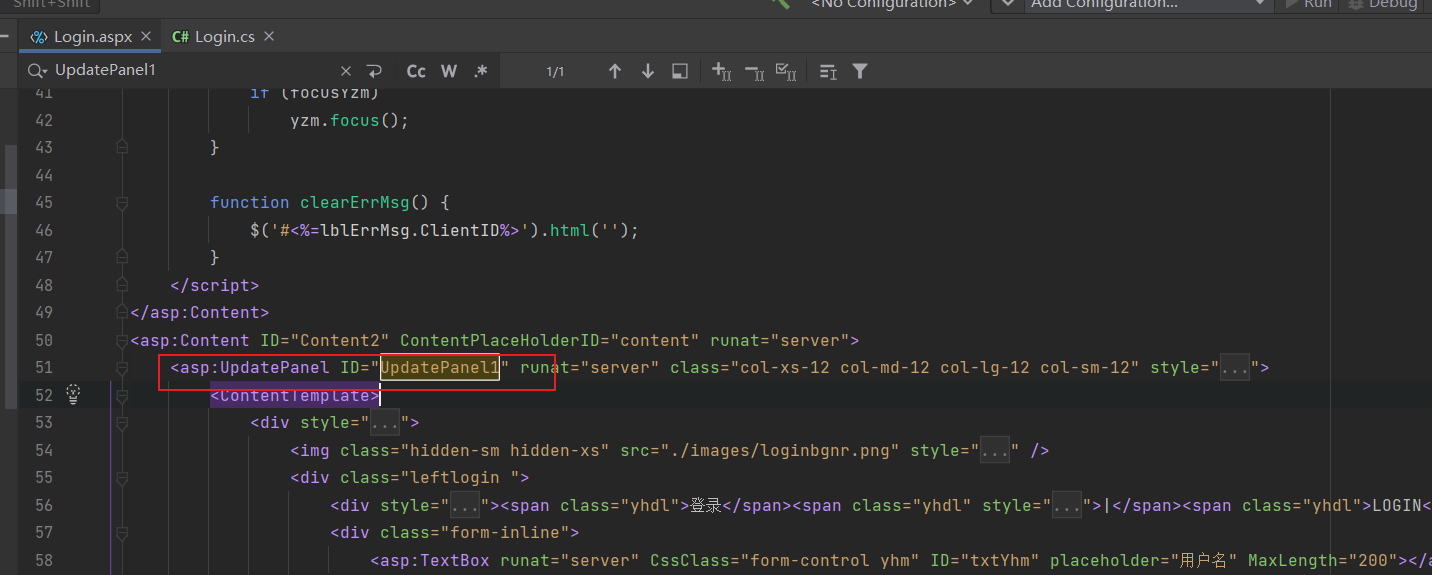 Shift+Shift <No Configuration> Add Configuration... Run Debug
Login.aspx C# Login.cs
UpdatePanel1 Cc W .* 1/1
41 if (focusYzm)
42 yzm.focus();
43 }
44
45 function clearErrMsg() {
46 $('#<%=lblErrMsg.ClientID%>').html('');
47 }
48 </script>
49 </asp:Content>
50 <asp:Content ID="Content2" ContentPlaceHolderID="content" runat="server">
51 <asp:UpdatePanel ID="UpdatePanel1" runat="server" class="col-xs-12 col-md-12 col-lg-12 col-sm-12" style="...">
52 <ContentTemplate>
53 <div style="...">
54 <img class="hidden-sm hidden-xs" src="./images/loginbgnr.png" style="..." />
55 <div class="leftlogin ">
56 <div style="..."><span class="yhdl">登录</span><span class="yhdl" style="...">|</span><span class="yhdl">LOGIN<
57 <div class="form-inline">
58 <asp:TextBox runat="server" CssClass="form-control yhm" ID="txtYhm" placeholder="用户名" MaxLength="200"></a